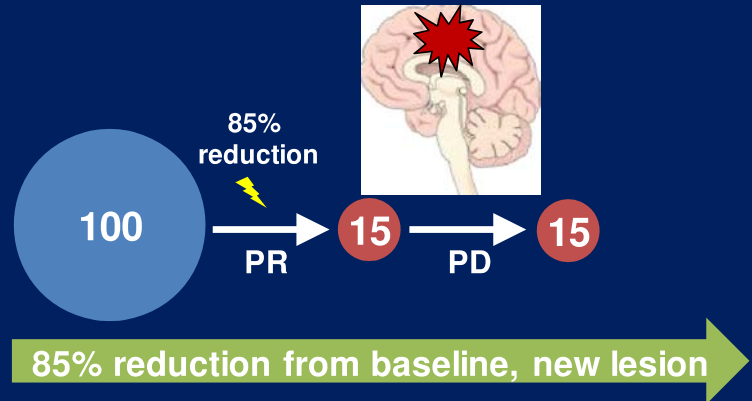 85%
reduction
100
15
15
PR
PD
85% reduction from baseline, new lesion